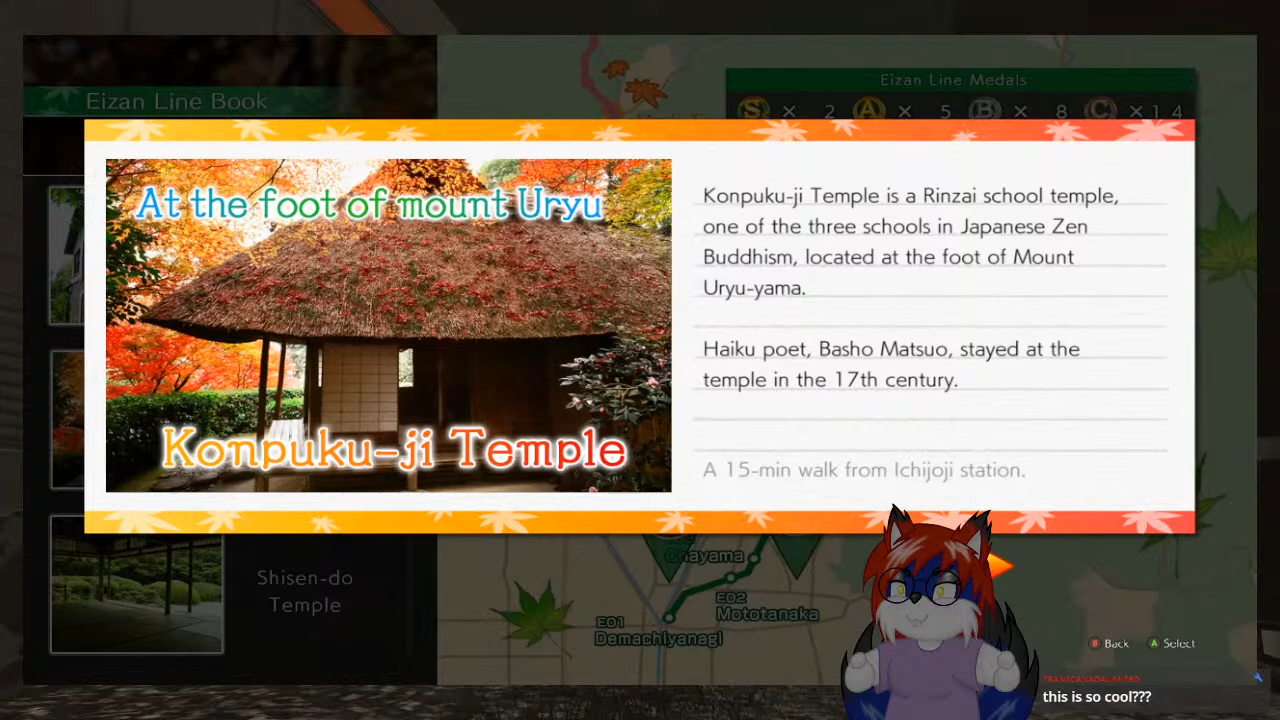 Eizan Line Book
Eizan Line Medals
S × 2 A × 5 B × 8 C × 14
At the foot of mount Uryu
Konpuku-ji Temple
Konpuku-ji Temple is a Rinzai school temple,
one of the three schools in Japanese Zen
Buddhism, located at the foot of Mount
Uryu-yama.
Haiku poet, Basho Matsuo, stayed at the
temple in the 17th century.
A 15-min walk from Ichijoji station.
Shisen-do
Temple
Chayama
E02
Mototanaka
E01
Demachiyanagi
B Back A Select
TRANSCANADALIMITED
this is so cool???